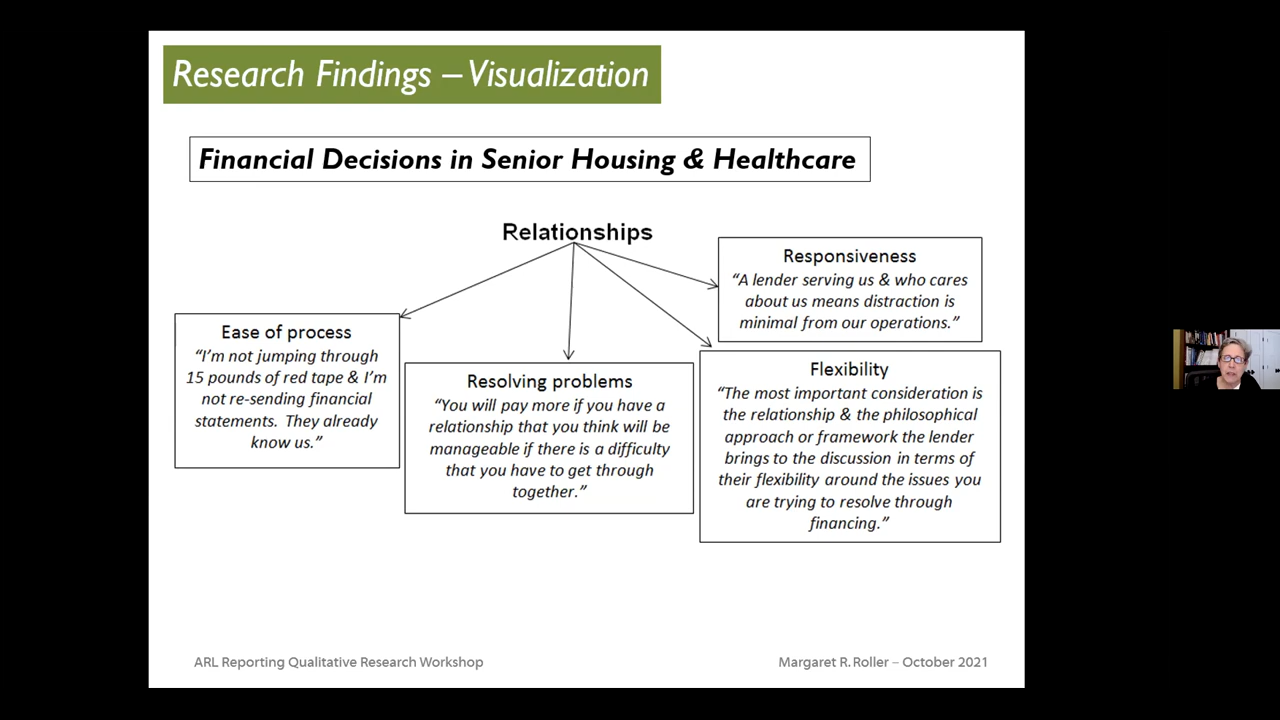 Research Findings – Visualization
Financial Decisions in Senior Housing & Healthcare
Relationships
Ease of process
“I’m not jumping through
15 pounds of red tape & I’m
not re-sending financial
statements.  They already
know us.”
Resolving problems
“You will pay more if you have a
relationship that you think will be
manageable if there is a difficulty
that you have to get through
together.”
Responsiveness
“A lender serving us & who cares
about us means distraction is
minimal from our operations.”
Flexibility
“The most important consideration is
the relationship & the philosophical
approach or framework the lender
brings to the discussion in terms of
their flexibility around the issues you
are trying to resolve through
financing.”
ARL Reporting Qualitative Research Workshop
Margaret R. Roller – October 2021